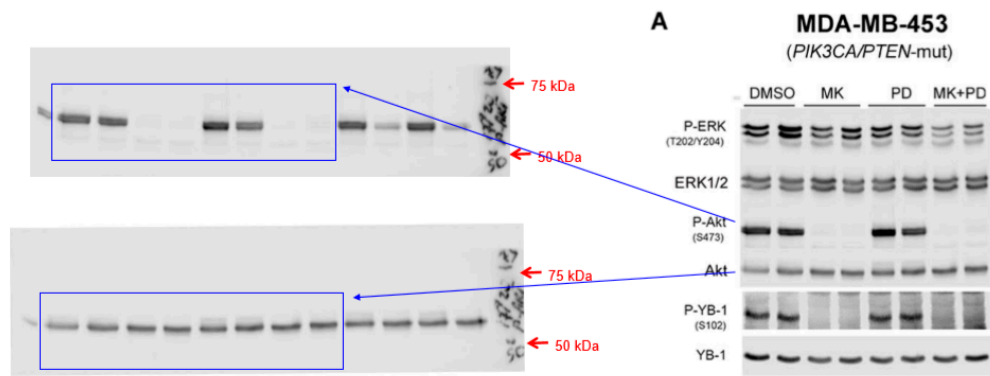 A
MDA-MB-453
(PIK3CA/PTEN-mut)
DMSO MK PD MK+PD
P-ERK
(T202/Y204)
ERK1/2
P-Akt
(S473)
Akt
P-YB-1
(S102)
YB-1
75 kDa
50 kDa
75 kDa
50 kDa